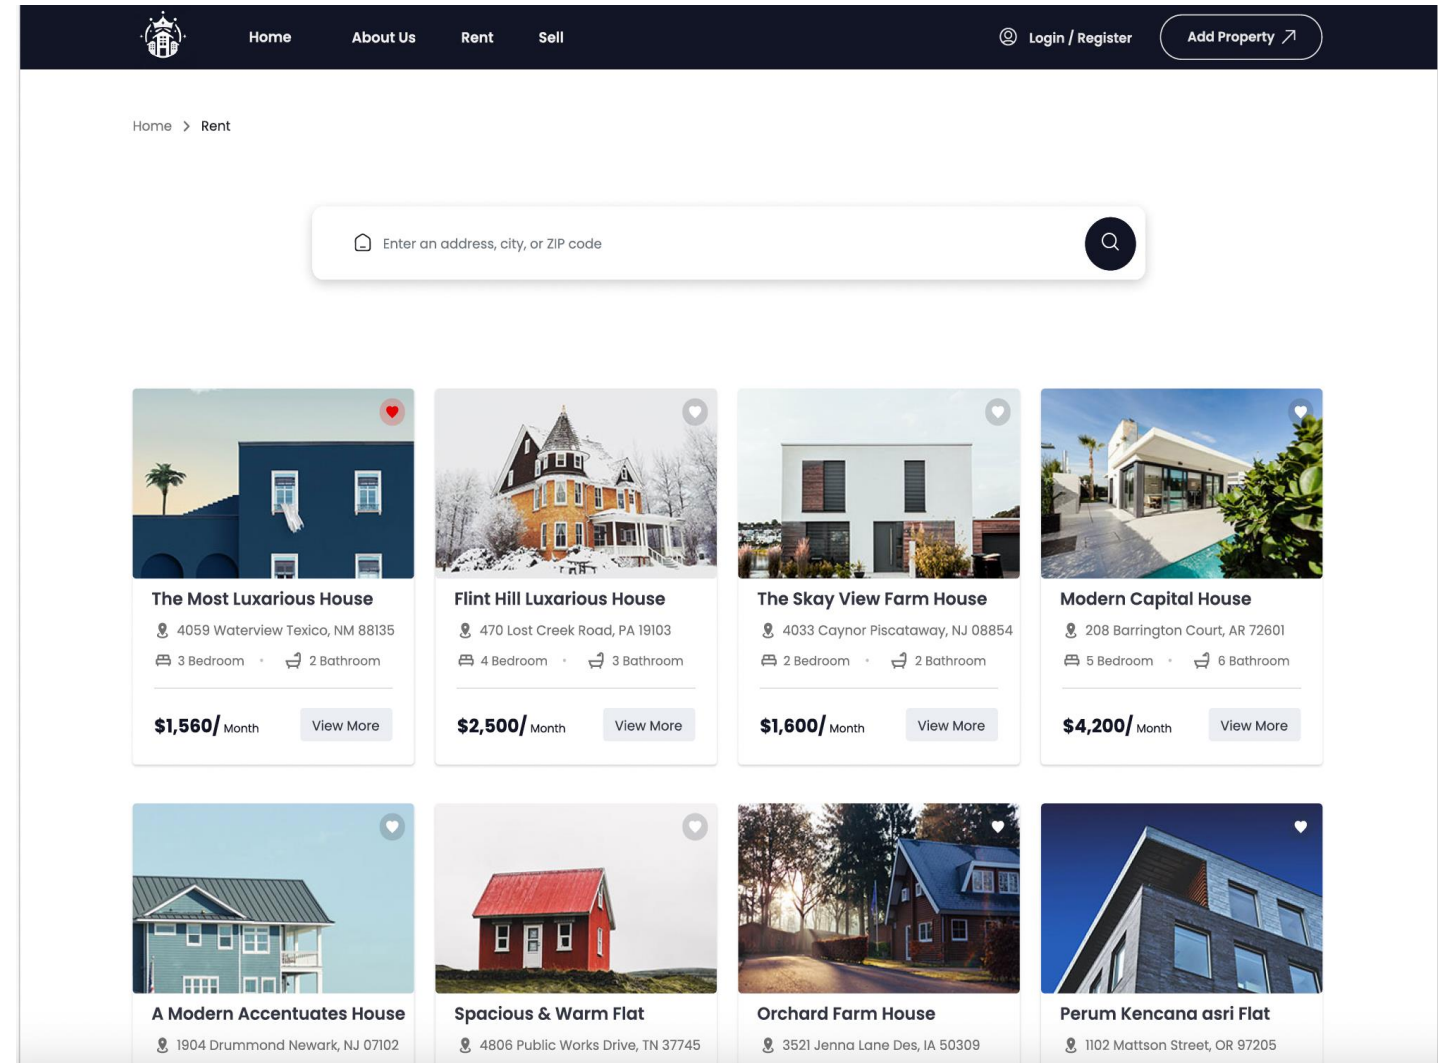 Home About Us Rent Sell Login / Register Add Property
Home > Rent
Enter an address, city, or ZIP code
The Most Luxarious House
4059 Waterview Texico, NM 88135
3 Bedroom • 2 Bathroom
$1,560/ Month View More
Flint Hill Luxarious House
470 Lost Creek Road, PA 19103
4 Bedroom • 3 Bathroom
$2,500/ Month View More
The Skay View Farm House
4033 Caynor Piscataway, NJ 08854
2 Bedroom • 2 Bathroom
$1,600/ Month View More
Modern Capital House
208 Barrington Court, AR 72601
5 Bedroom • 6 Bathroom
$4,200/ Month View More
A Modern Accentuates House
1904 Drummond Newark, NJ 07102
Spacious & Warm Flat
4806 Public Works Drive, TN 37745
Orchard Farm House
3521 Jenna Lane Des, IA 50309
Perum Kencana asri Flat
1102 Mattson Street, OR 97205